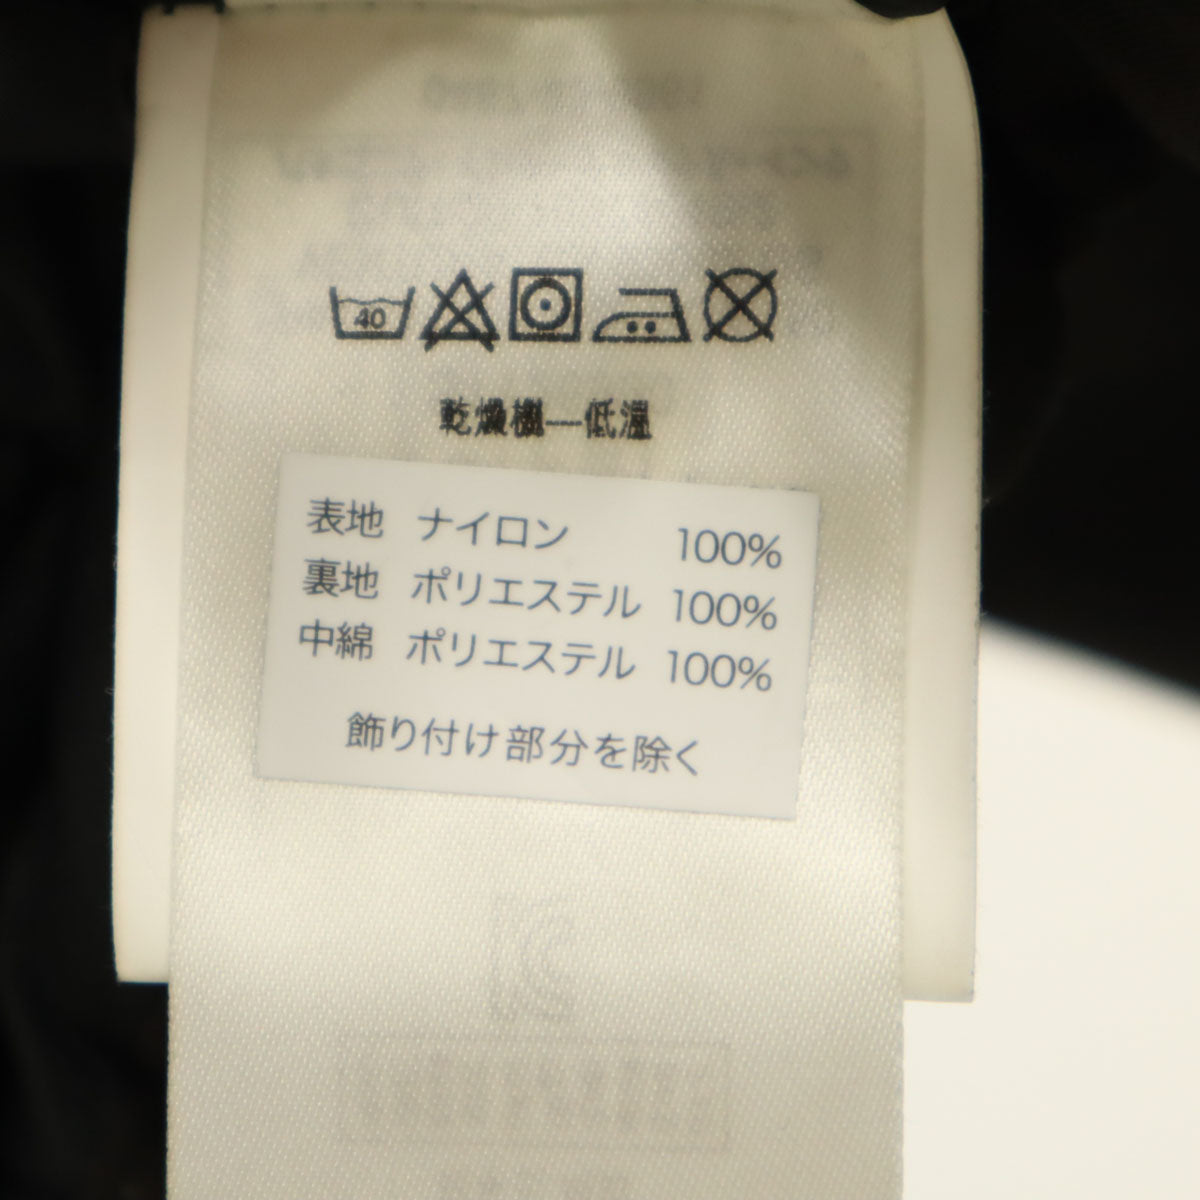 40
乾燥機—低溫
表地 ナイロン 100%
裏地 ポリエステル 100%
中綿 ポリエステル 100%
飾り付け部分を除く